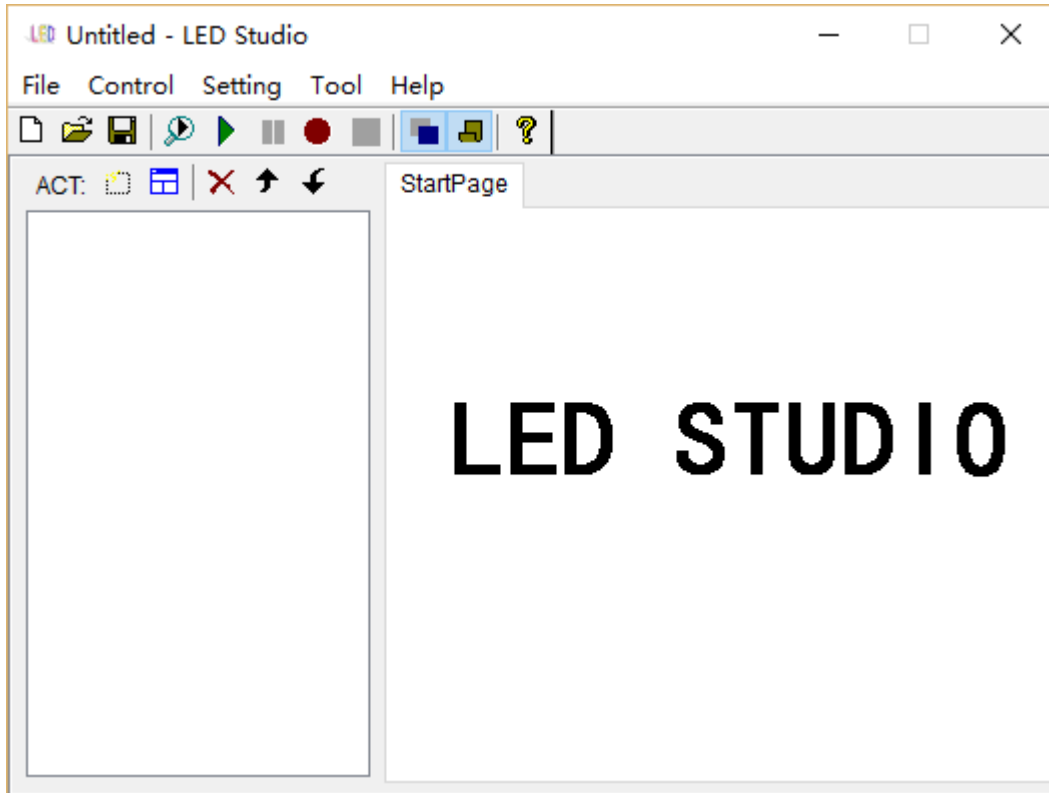 LED Untitled - LED Studio
File Control Setting Tool Help
ACT:
StartPage
LED STUDIO